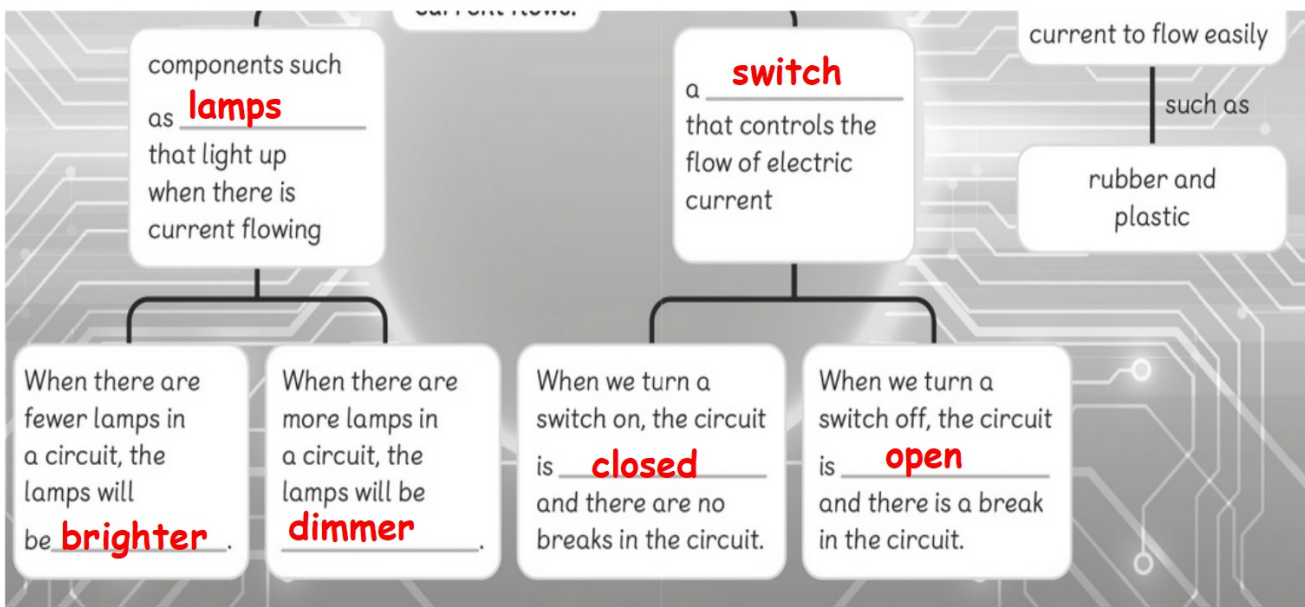 current flows.
components such
as lamps
that light up
when there is
current flowing
a switch
that controls the
flow of electric
current
current to flow easily
such as
rubber and
plastic
When there are
fewer lamps in
a circuit, the
lamps will
be brighter.
When there are
more lamps in
a circuit, the
lamps will be
dimmer.
When we turn a
switch on, the circuit
is closed
and there are no
breaks in the circuit.
When we turn a
switch off, the circuit
is open
and there is a break
in the circuit.